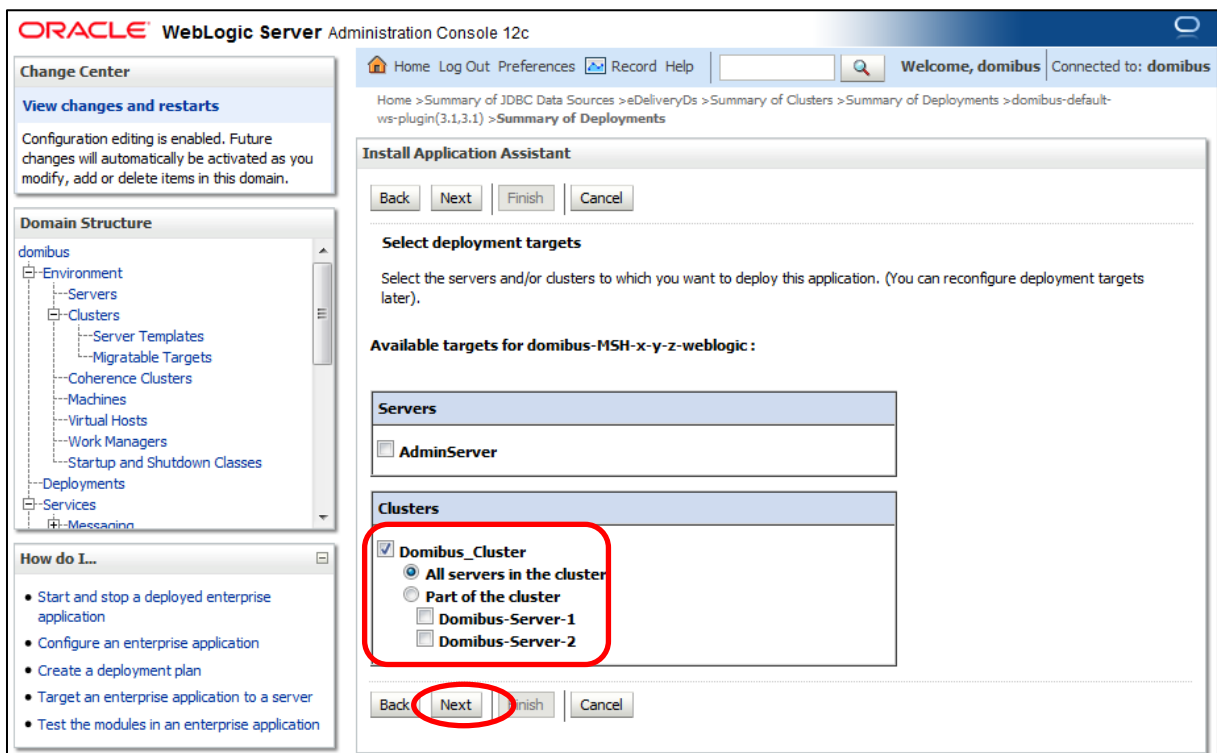 ORACLE WebLogic Server Administration Console 12c
Change Center
View changes and restarts
Configuration editing is enabled. Future
changes will automatically be activated as you
modify, add or delete items in this domain.
Domain Structure
domibus
Environment
Servers
Clusters
Server Templates
Migratable Targets
Coherence Clusters
Machines
Virtual Hosts
Work Managers
Startup and Shutdown Classes
Deployments
Services
Messaging
How do I...
Start and stop a deployed enterprise
application
Configure an enterprise application
Create a deployment plan
Target an enterprise application to a server
Test the modules in an enterprise application
Home Log Out Preferences Record Help
Welcome, domibus Connected to: domibus
Home >Summary of JDBC Data Sources >eDeliveryDs >Summary of Clusters >Summary of Deployments >domibus-default-
ws-plugin(3.1,3.1) >Summary of Deployments
Install Application Assistant
Back Next Finish Cancel
Select deployment targets
Select the servers and/or clusters to which you want to deploy this application. (You can reconfigure deployment targets
later).
Available targets for domibus-MSH-x-y-z-weblogic :
Servers
AdminServer
Clusters
Domibus_Cluster
All servers in the cluster
Part of the cluster
Domibus-Server-1
Domibus-Server-2
Back Next Finish Cancel